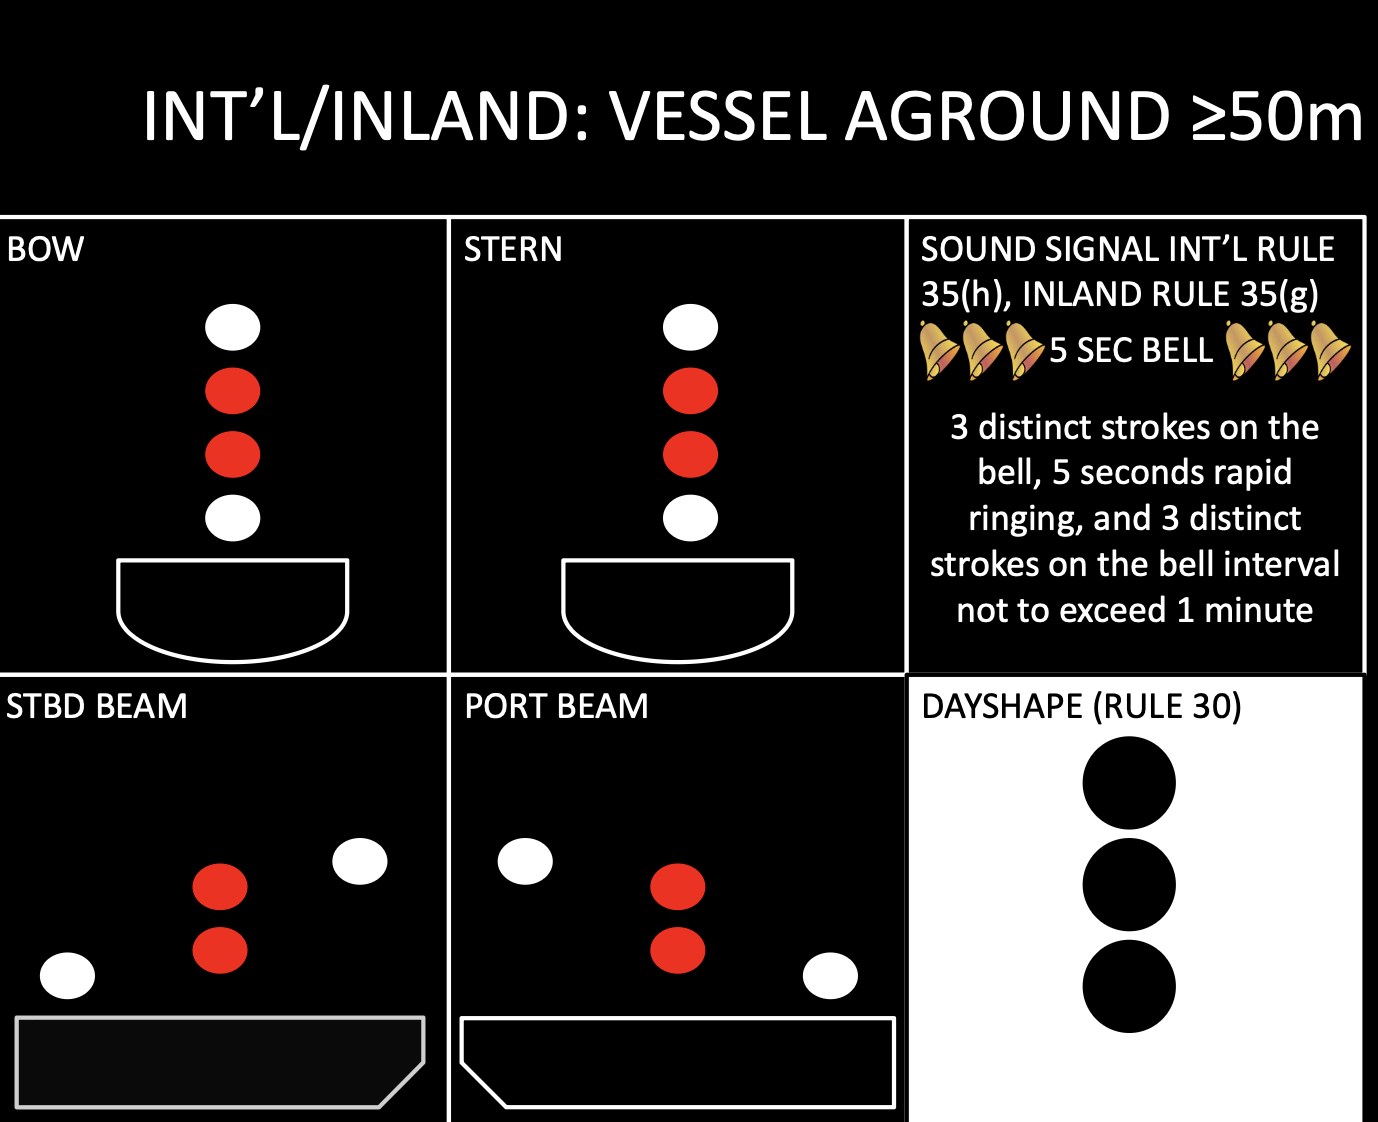 INT’L/INLAND: VESSEL AGROUND ≥50m
BOW
STERN
SOUND SIGNAL INT’L RULE
35(h), INLAND RULE 35(g)
5 SEC BELL
3 distinct strokes on the
bell, 5 seconds rapid
ringing, and 3 distinct
strokes on the bell interval
not to exceed 1 minute
STBD BEAM
PORT BEAM
DAYSHAPE (RULE 30)